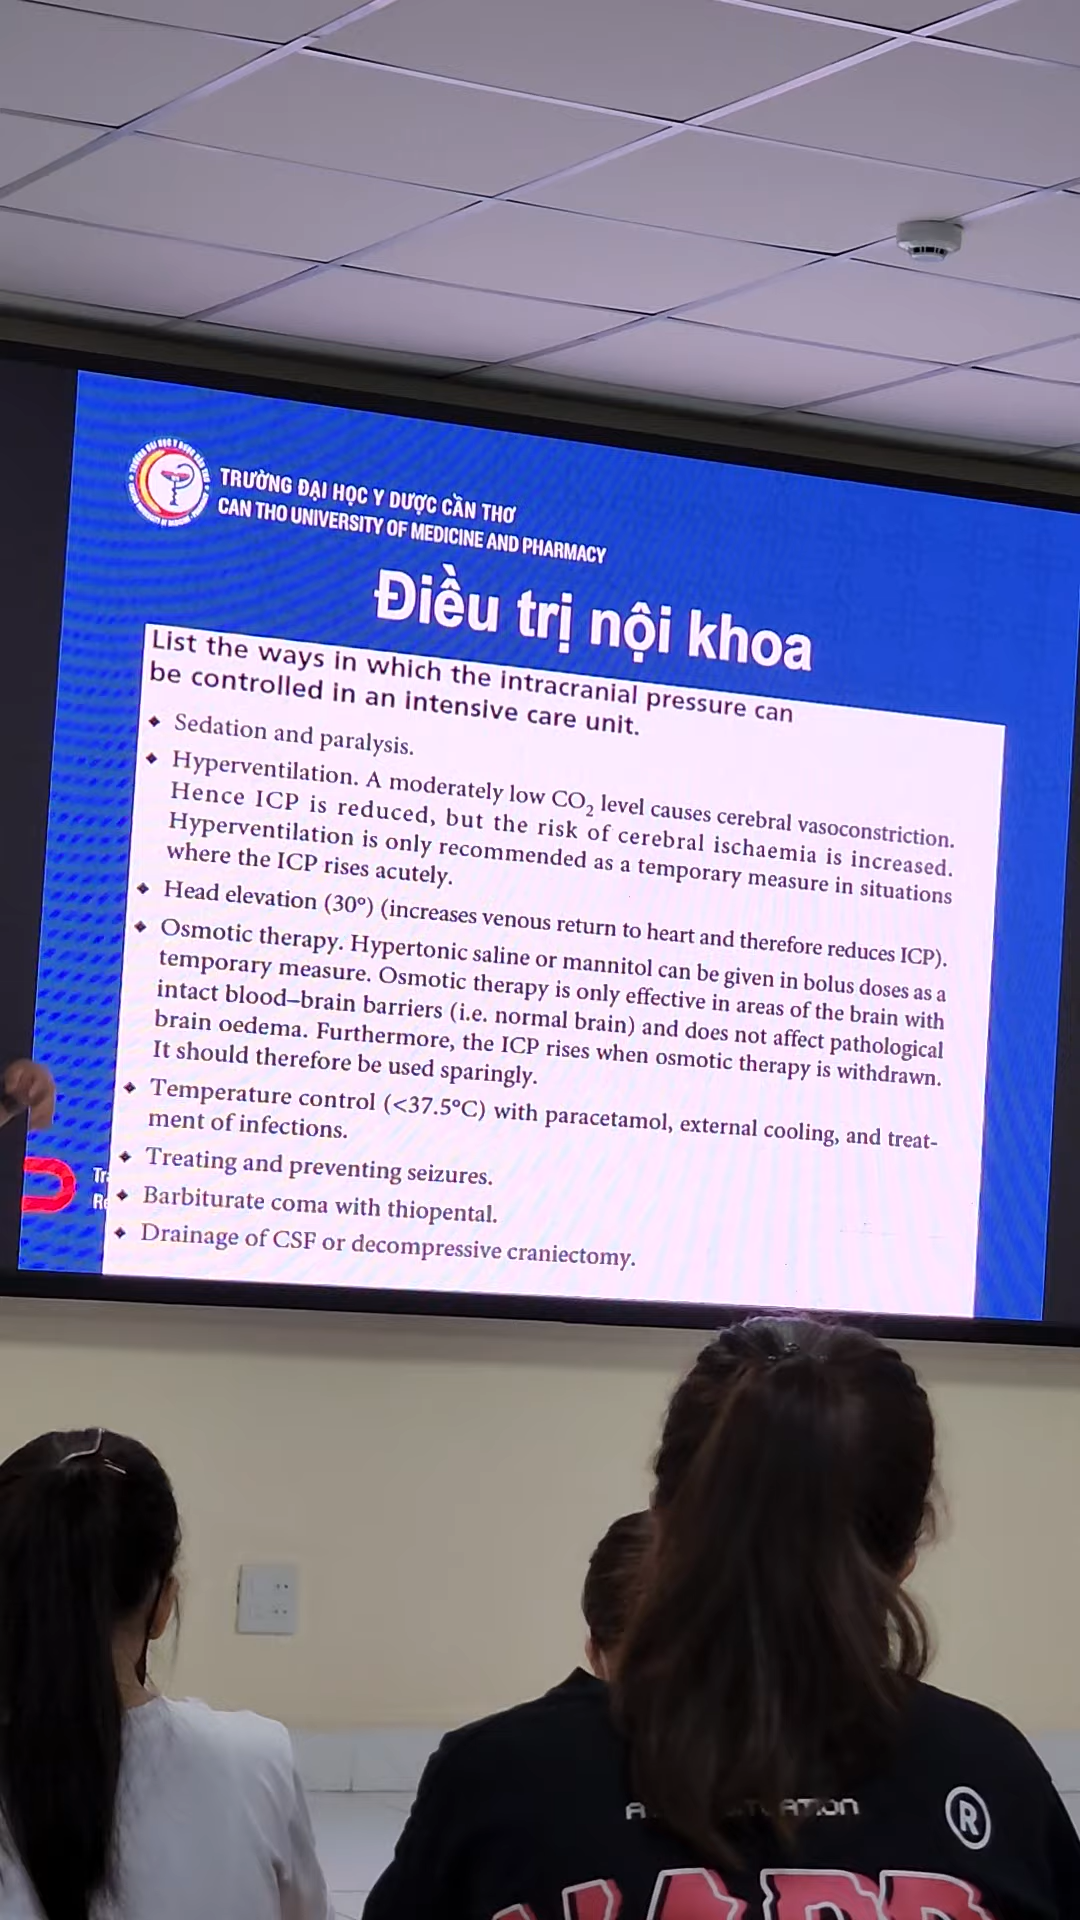 TRƯỜNG ĐẠI HỌC Y DƯỢC CẦN THƠ
CAN THO UNIVERSITY OF MEDICINE AND PHARMACY
Điều trị nội khoa
List the ways in which the intracranial pressure can
be controlled in an intensive care unit.
❖ Sedation and paralysis.
❖ Hyperventilation. A moderately low CO₂ level causes cerebral vasoconstriction.
Hence ICP is reduced, but the risk of cerebral ischaemia is increased.
Hyperventilation is only recommended as a temporary measure in situations
where the ICP rises acutely.
❖ Head elevation (30°) (increases venous return to heart and therefore reduces ICP).
❖ Osmotic therapy. Hypertonic saline or mannitol can be given in bolus doses as a
temporary measure. Osmotic therapy is only effective in areas of the brain with
intact blood–brain barriers (i.e. normal brain) and does not affect pathological
brain oedema. Furthermore, the ICP rises when osmotic therapy is withdrawn.
It should therefore be used sparingly.
❖ Temperature control (<37.5°C) with paracetamol, external cooling, and treat-
ment of infections.
❖ Treating and preventing seizures.
❖ Barbiturate coma with thiopental.
❖ Drainage of CSF or decompressive craniectomy.
®